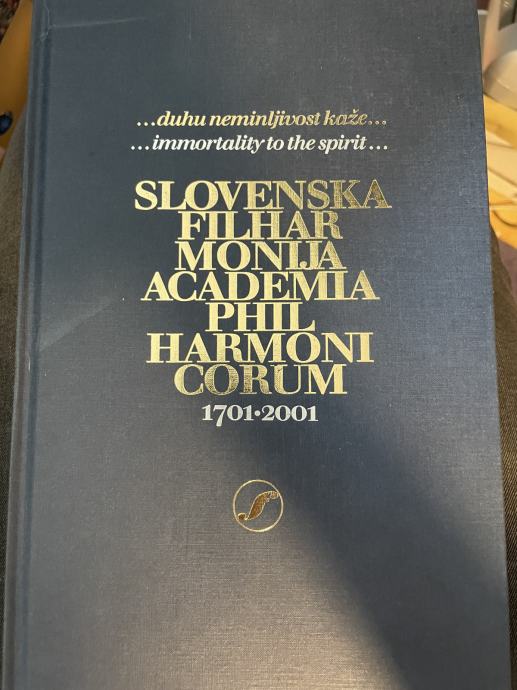 ...duhu neminljivost kaže...
...immortality to the spirit...
SLOVENSKA
FILHAR
MONIJA
ACADEMIA
PHIL
HARMONI
CORUM
1701•2001